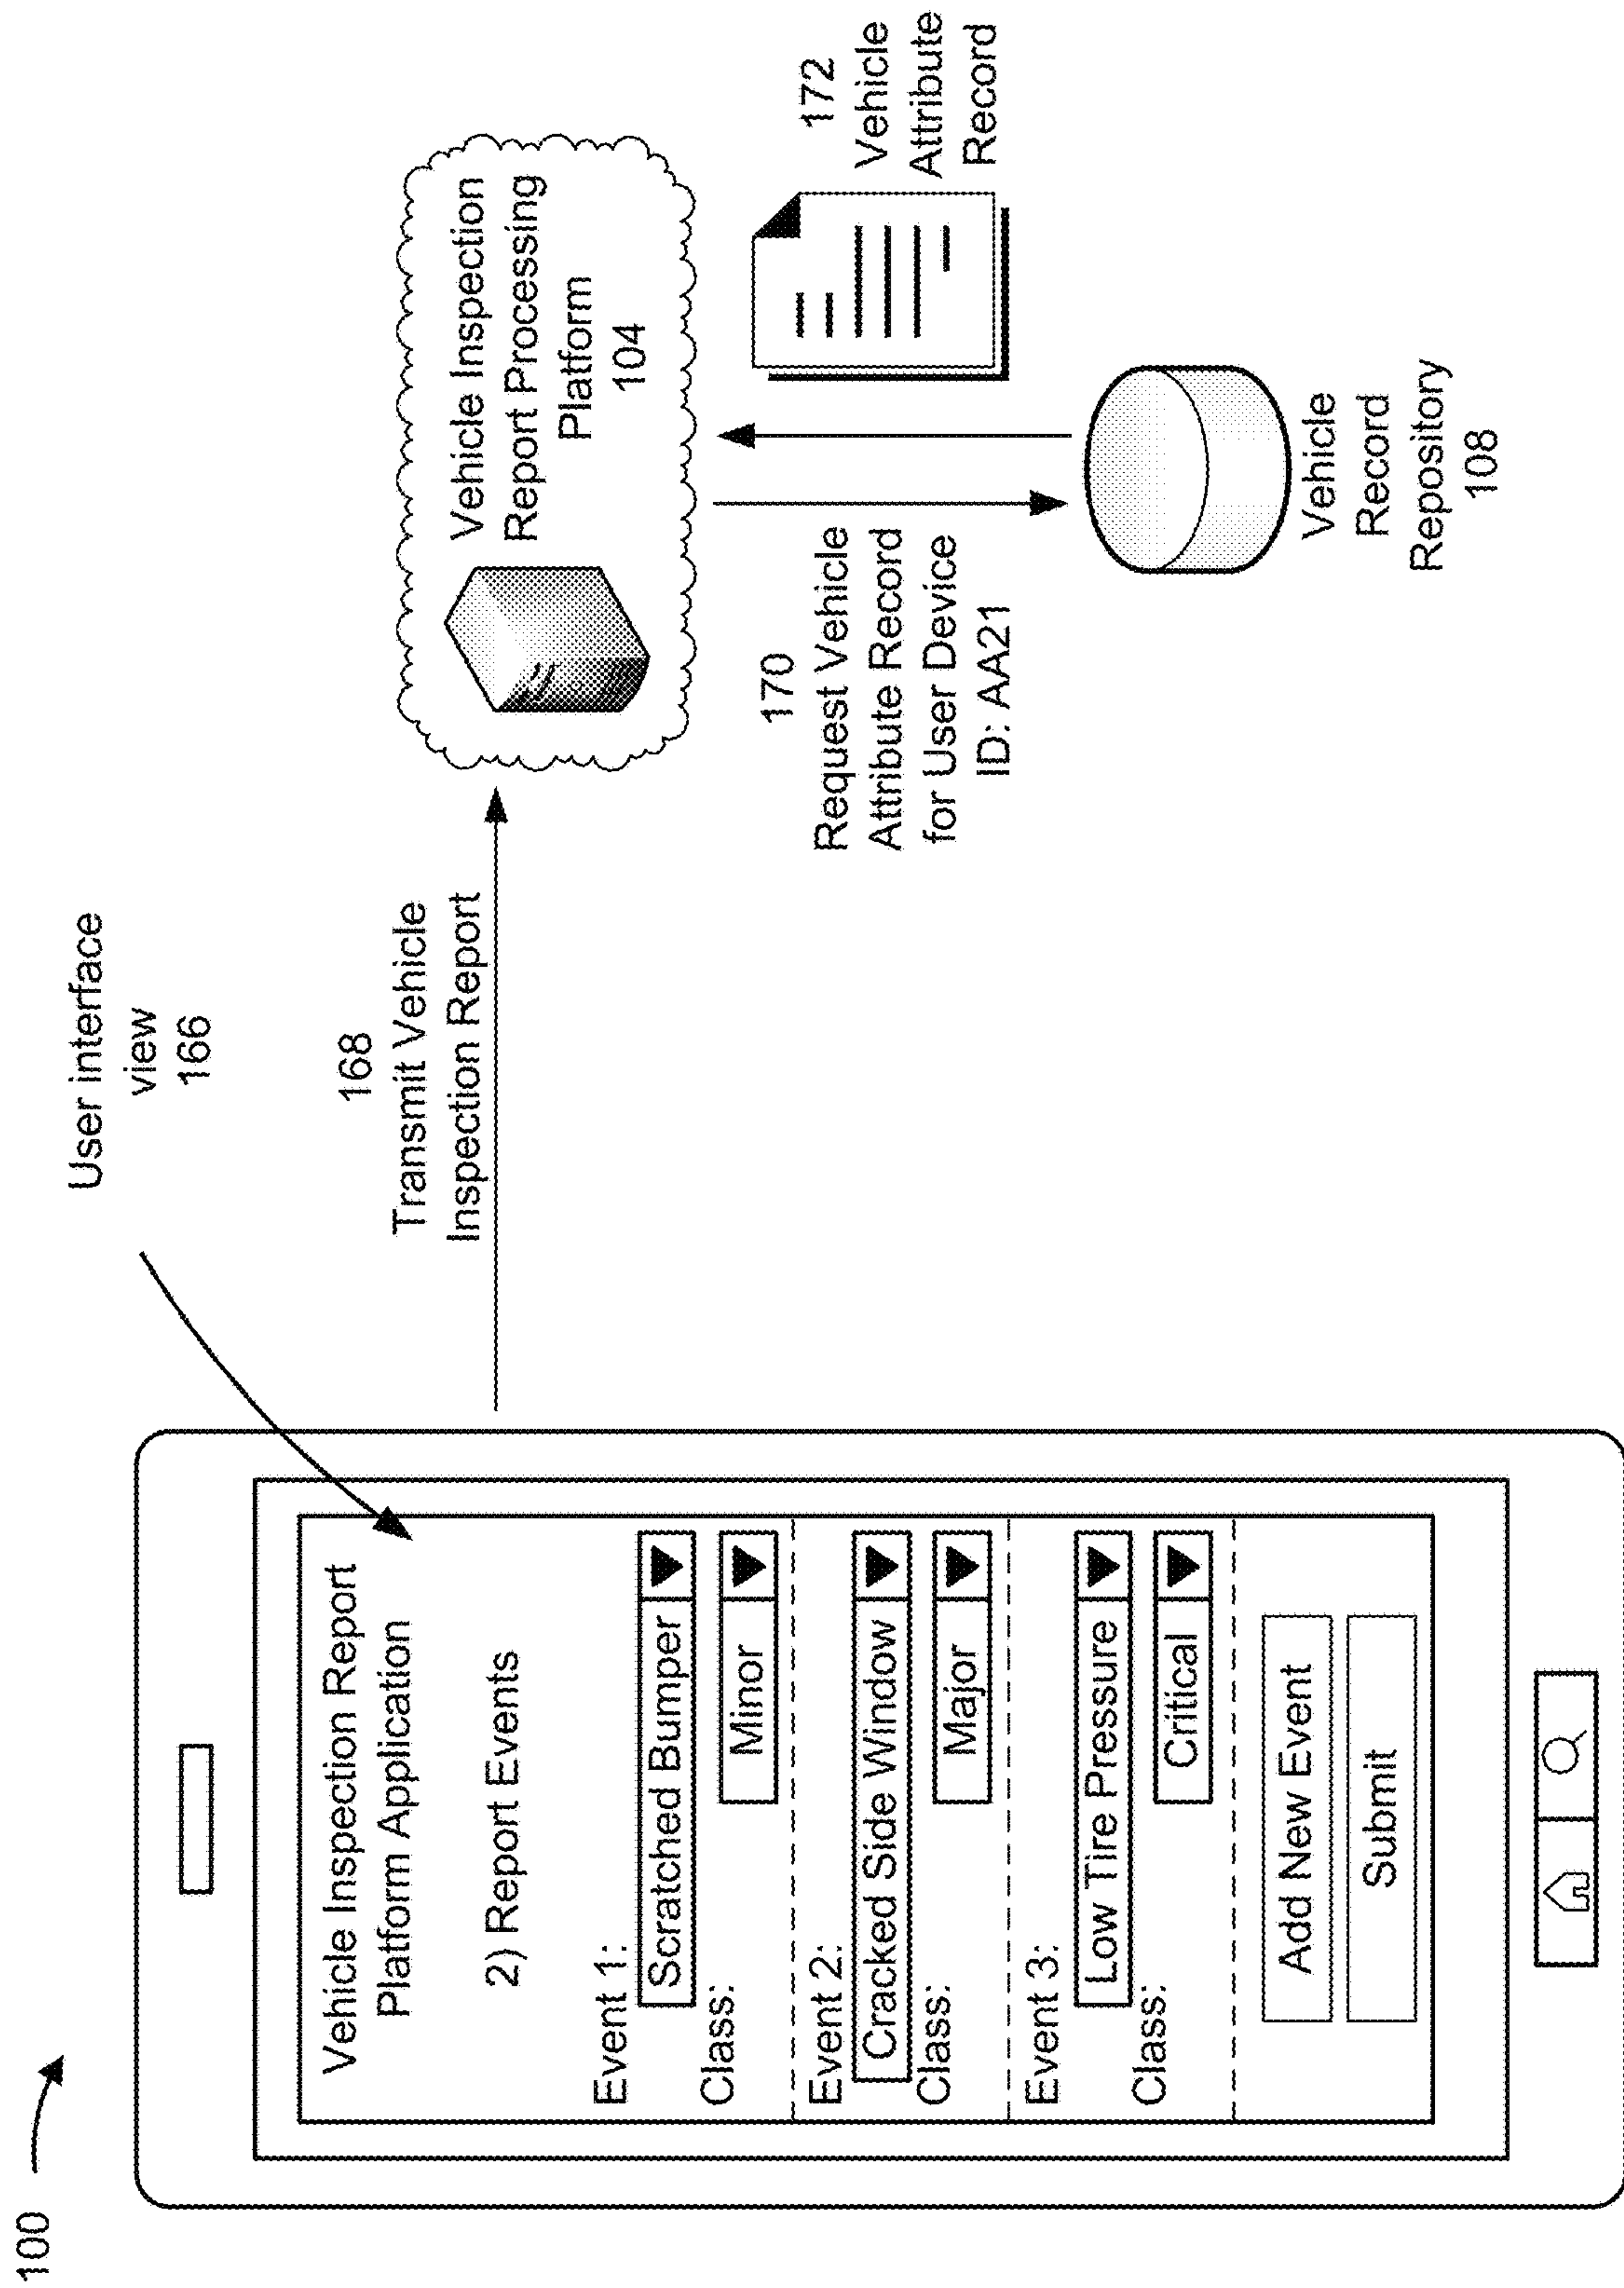 100
User interface
view
166
Vehicle Inspection Report
Platform Application
2) Report Events
Event 1:
Scratched Bumper
Class:
Minor
Event 2:
Cracked Side Window
Class:
Major
Event 3:
Low Tire Pressure
Class:
Critical
Add New Event
Submit
168
Transmit Vehicle
Inspection Report
Vehicle Inspection
Report Processing
Platform
104
170
Request Vehicle
Attribute Record
for User Device
ID: AA21
172
Vehicle
Attribute
Record
Vehicle
Record
Repository
108